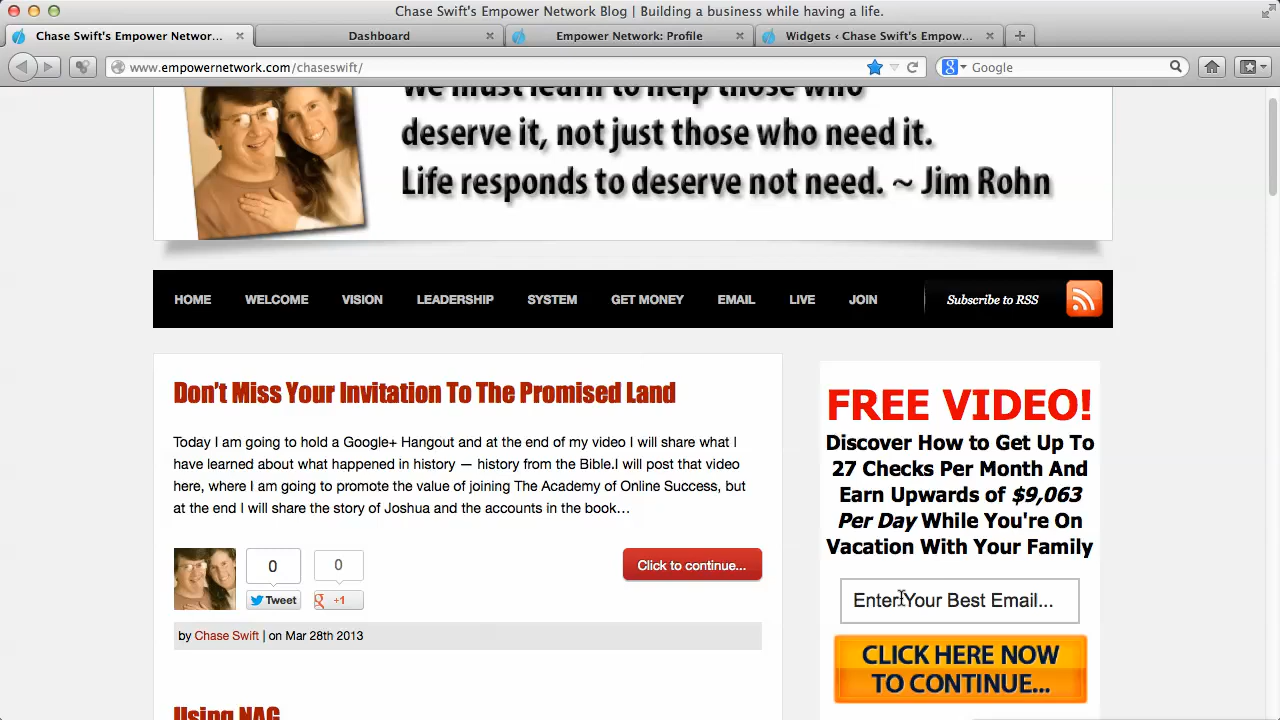 Chase Swift's Empower Network Blog | Building a business while having a life.
Chase Swift's Empower Networ...
Dashboard
Empower Network: Profile
Widgets ‹ Chase Swift's Empow...
www.empowernetwork.com/chaseswift/
Google
We must learn to help those who
deserve it, not just those who need it.
Life responds to deserve not need. ~ Jim Rohn
HOME WELCOME VISION LEADERSHIP SYSTEM GET MONEY EMAIL LIVE JOIN Subscribe to RSS
Don't Miss Your Invitation To The Promised Land
Today I am going to hold a Google+ Hangout and at the end of my video I will share what I
have learned about what happened in history — history from the Bible.I will post that video
here, where I am going to promote the value of joining The Academy of Online Success, but
at the end I will share the story of Joshua and the accounts in the book…
0
Tweet
0
+1
Click to continue...
by Chase Swift | on Mar 28th 2013
Using NAG
FREE VIDEO!
Discover How to Get Up To
27 Checks Per Month And
Earn Upwards of $9,063
Per Day While You're On
Vacation With Your Family
Enter Your Best Email...
CLICK HERE NOW
TO CONTINUE...